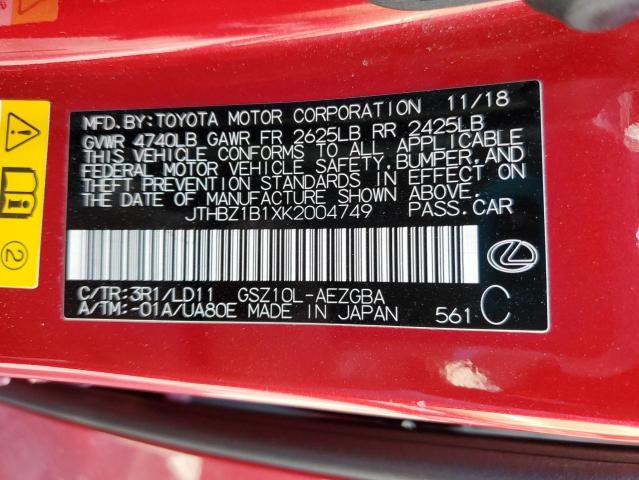 MFD. BY: TOYOTA MOTOR CORPORATION 11/18
GVWR 4740LB GAWR FR 2625LB RR 2425LB
THIS VEHICLE CONFORMS TO ALL APPLICABLE
FEDERAL MOTOR VEHICLE SAFETY, BUMPER, AND
THEFT PREVENTION STANDARDS IN EFFECT ON
THE DATE OF MANUFACTURE SHOWN ABOVE.
JTHBZ1B1XK2004749 PASS. CAR
C/TR: 3R1/LD11 GSZ10L-AEZGBA
A/TM: -01A/UA80E MADE IN JAPAN 561 C
2